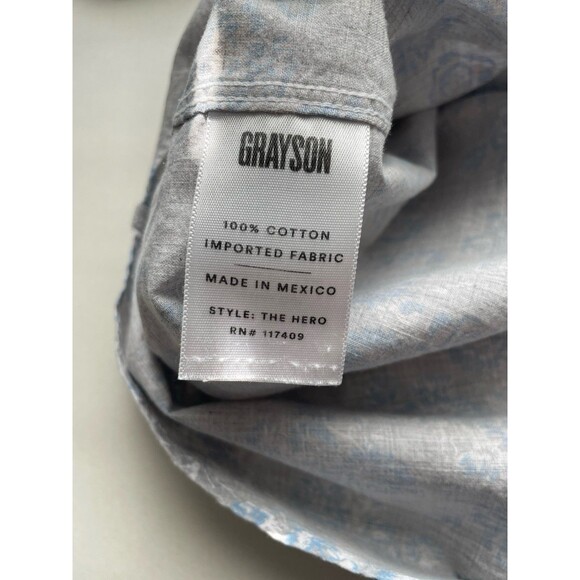 GRAYSON
100% COTTON
IMPORTED FABRIC
MADE IN MEXICO
STYLE: THE HERO
RN# 117409